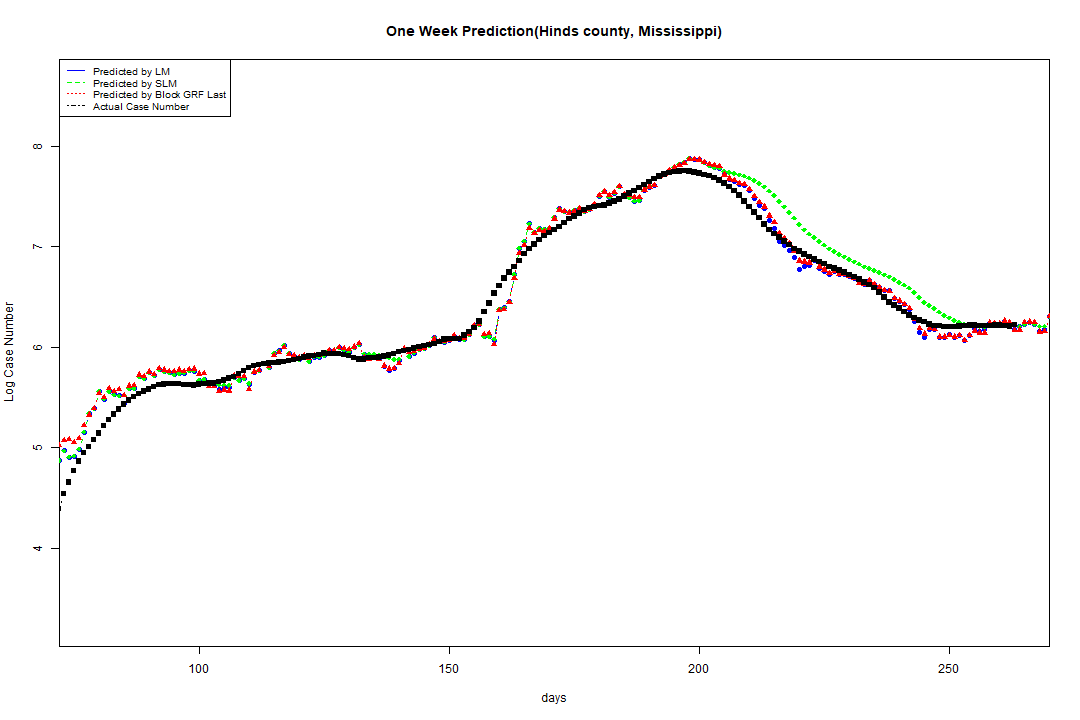 One Week Prediction(Hinds county, Mississippi)
Predicted by LM
Predicted by SLM
Predicted by Block GRF Last
Actual Case Number
8
7
6
5
4
Log Case Number
100 150 200 250
days